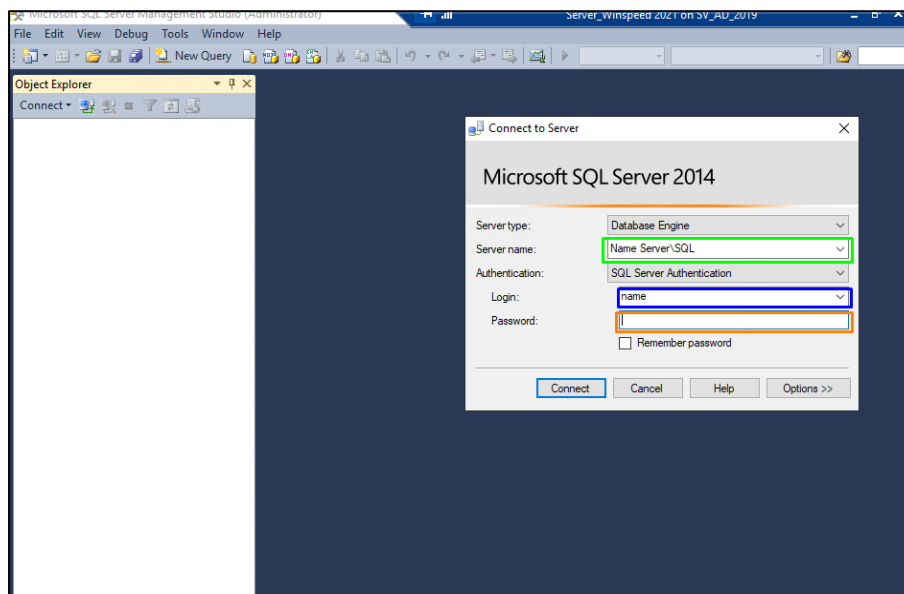 Microsoft SQL Server Management Studio (Administrator)
Server_Winspeed 2021 on SV_AD_2019
File Edit View Debug Tools Window Help
New Query
Object Explorer
Connect
Connect to Server
Microsoft SQL Server 2014
Server type: Database Engine
Server name: Name Server\SQL
Authentication: SQL Server Authentication
Login: name
Password:
Remember password
Connect Cancel Help Options >>